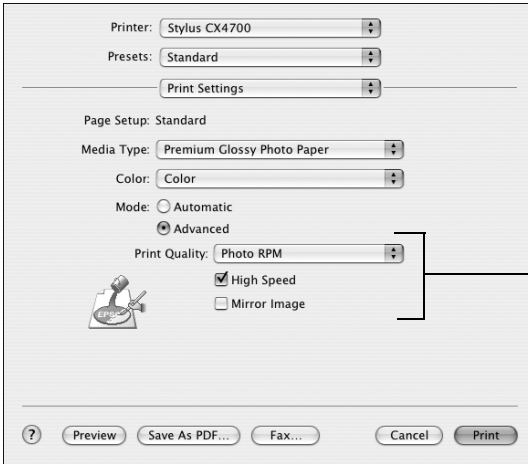 Printer: Stylus CX4700
Presets: Standard
Print Settings
Page Setup: Standard
Media Type: Premium Glossy Photo Paper
Color: Color
Mode: Automatic
Advanced
Print Quality: Photo RPM
High Speed
Mirror Image
EPSON
? Preview Save As PDF... Fax... Cancel Print